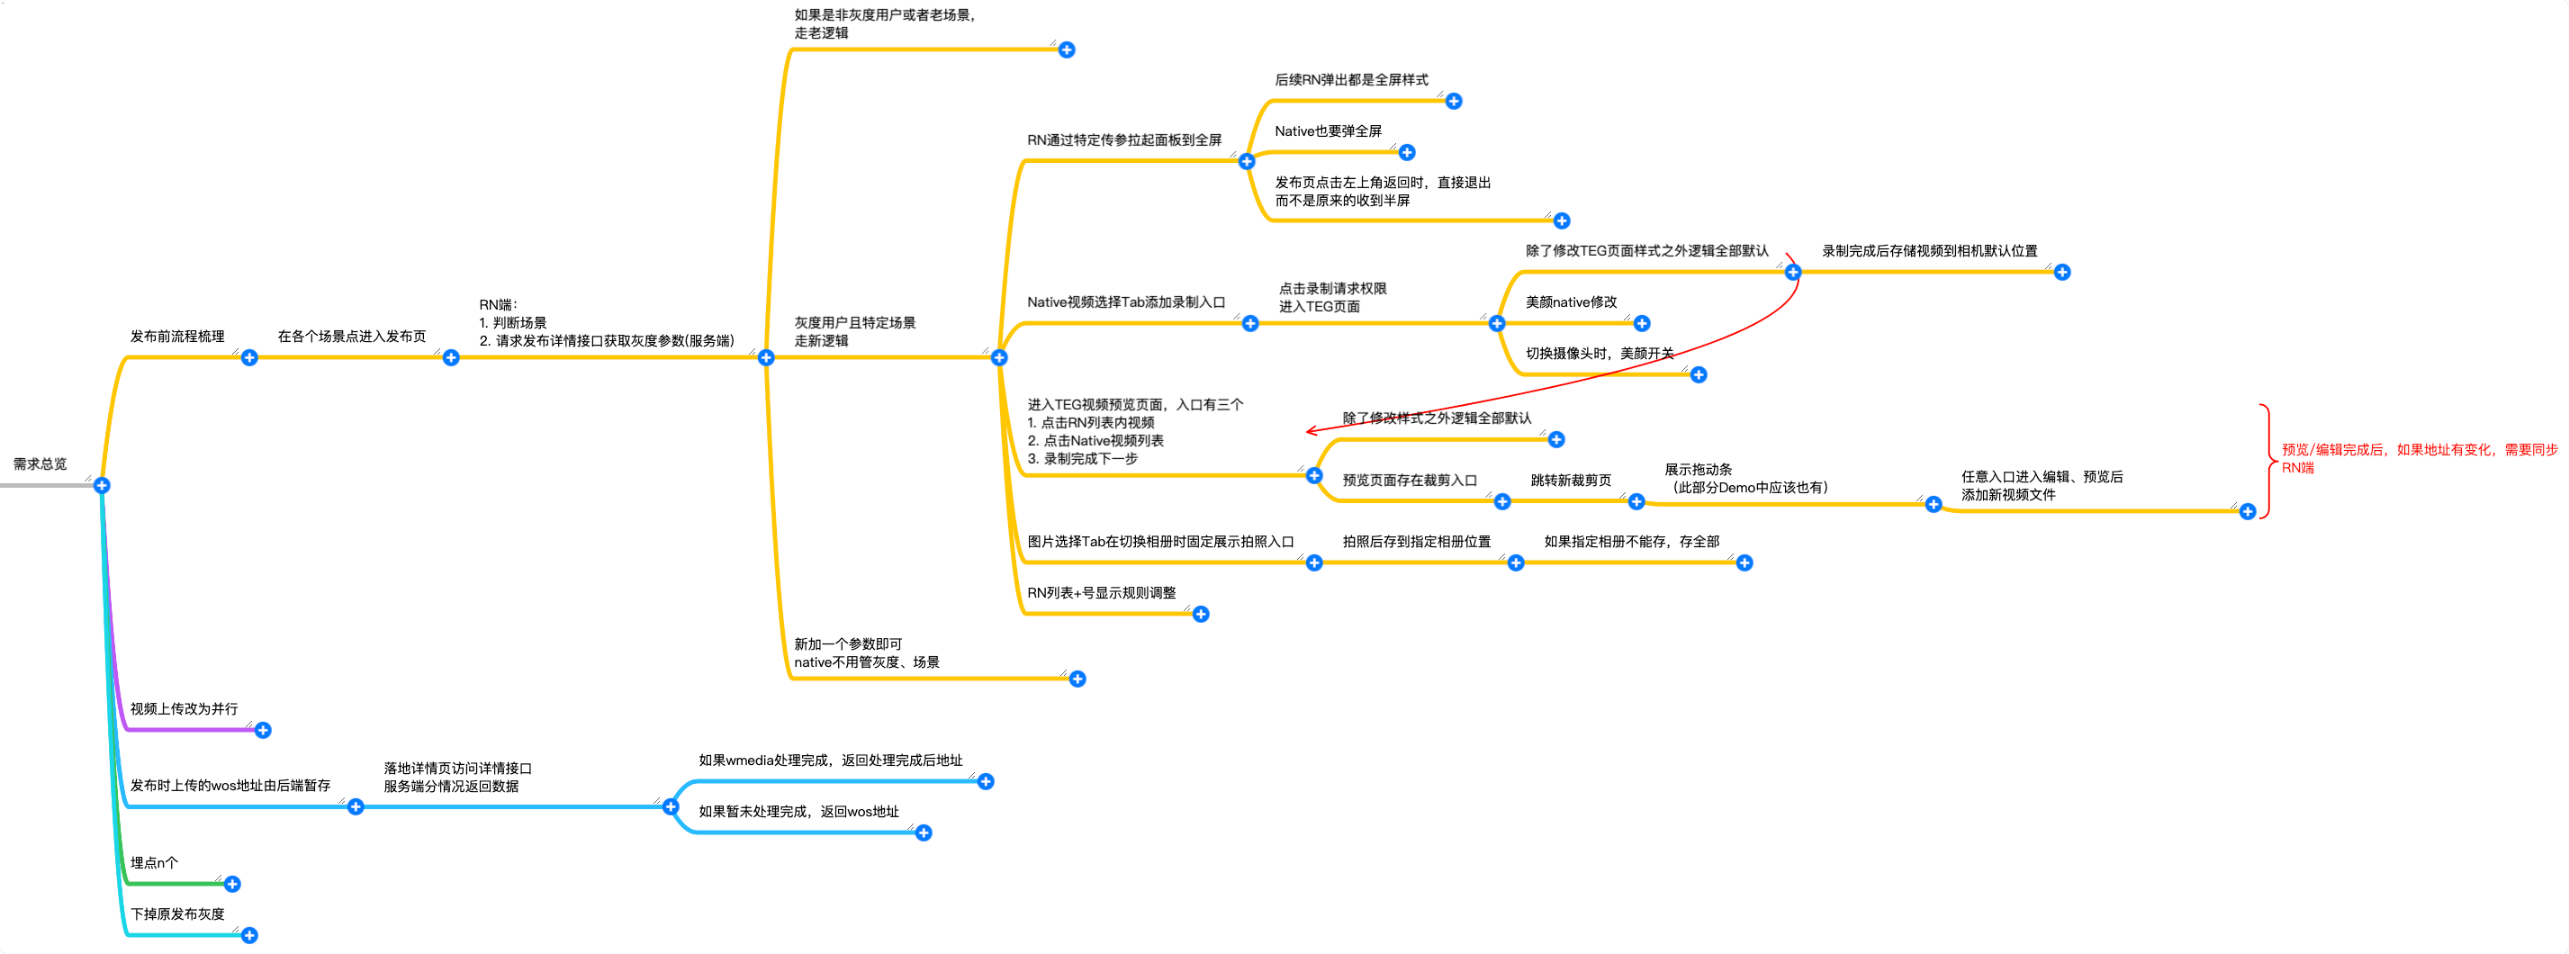 需求总览
发布前流程梳理
在各个场景点进入发布页
RN端：
1. 判断场景
2. 请求发布详情接口获取灰度参数(服务端)
如果是非灰度用户或者老场景，
走老逻辑
灰度用户且特定场景
走新逻辑
RN通过特定传参拉起面板到全屏
后续RN弹出都是全屏样式
Native也要弹全屏
发布页点击左上角返回时，直接退出
而不是原来的收到半屏
Native视频选择Tab添加录制入口
点击录制请求权限
进入TEG页面
除了修改TEG页面样式之外逻辑全部默认
录制完成后存储视频到相机默认位置
美颜native修改
切换摄像头时，美颜开关
进入TEG视频预览页面，入口有三个
1. 点击RN列表内视频
2. 点击Native视频列表
3. 录制完成下一步
除了修改样式之外逻辑全部默认
预览页面存在裁剪入口
跳转新裁剪页
展示拖动条
（此部分Demo中应该也有）
任意入口进入编辑、预览后
添加新视频文件
预览/编辑完成后，如果地址有变化，需要同步
RN端
图片选择Tab在切换相册时固定展示拍照入口
拍照后存到指定相册位置
如果指定相册不能存，存全部
RN列表+号显示规则调整
新加一个参数即可
native不用管灰度、场景
视频上传改为并行
发布时上传的wos地址由后端暂存
落地详情页访问详情接口
服务端分情况返回数据
如果wmedia处理完成，返回处理完成后地址
如果暂未处理完成，返回wos地址
埋点n个
下掉原发布灰度